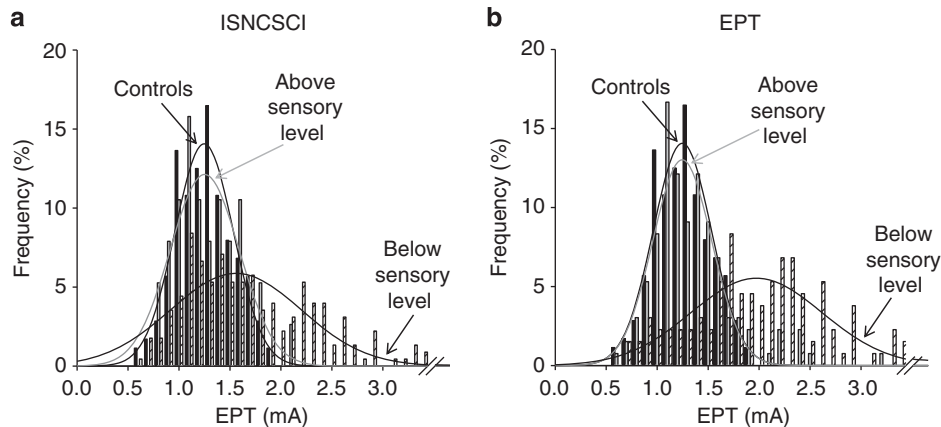 a
ISNCSCI
Frequency (%)
20
15
10
5
0
Controls
Above
sensory
level
Below
sensory
level
0.0 0.5 1.0 1.5 2.0 2.5 3.0
EPT (mA)
b
EPT
Frequency (%)
20
15
10
5
0
Controls
Above
sensory
level
Below
sensory
level
0.0 0.5 1.0 1.5 2.0 2.5 3.0
EPT (mA)